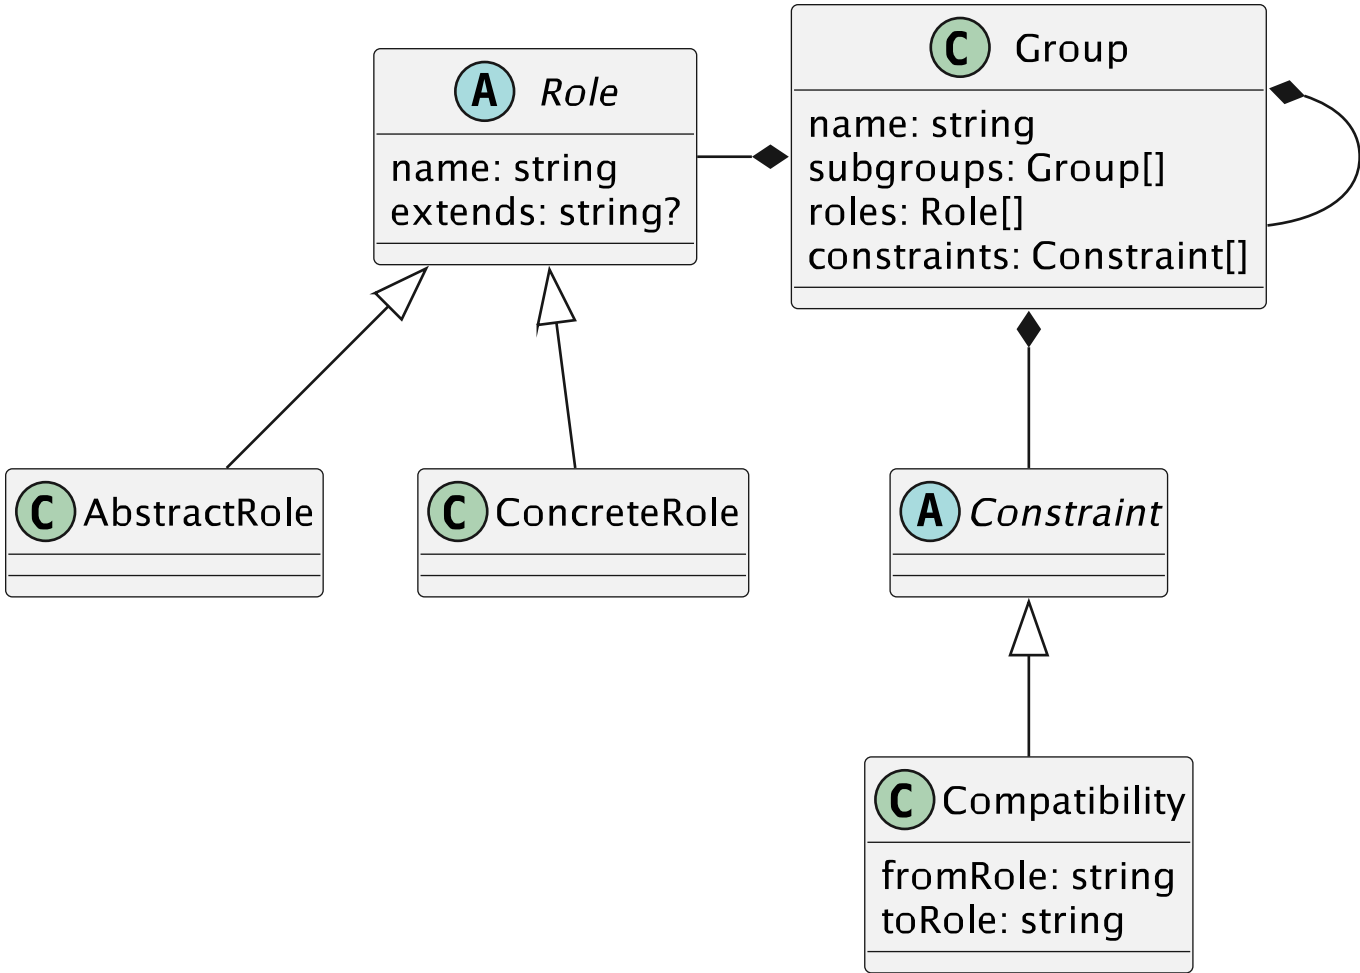 A Role
name: string
extends: string?
C Group
name: string
subgroups: Group[]
roles: Role[]
constraints: Constraint[]
C AbstractRole
C ConcreteRole
A Constraint
C Compatibility
fromRole: string
toRole: string